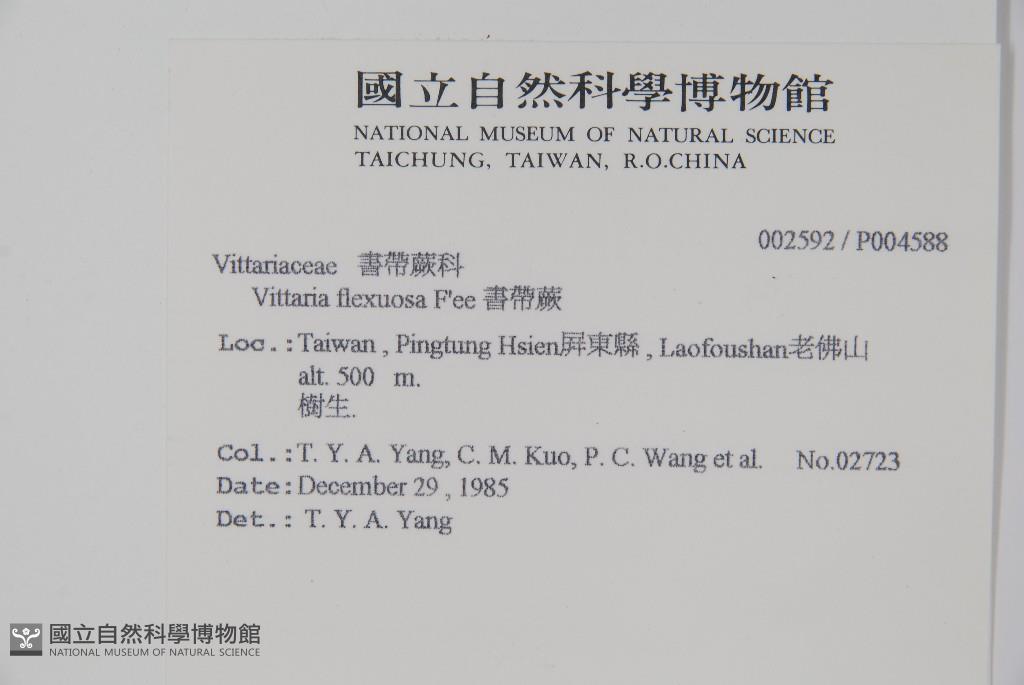 國立自然科學博物館
NATIONAL MUSEUM OF NATURAL SCIENCE
TAICHUNG, TAIWAN, R.O.CHINA
002592 / P004588
Vittariaceae 書帶蕨科
Vittaria flexuosa F'ee 書帶蕨
Loc.: Taiwan , Pingtung Hsien屏東縣 , Laofoushan老佛山
alt. 500 m.
樹生.
Col.: T. Y. A. Yang, C. M. Kuo, P. C. Wang et al. No.02723
Date: December 29 , 1985
Det.: T. Y. A. Yang
國立自然科學博物館
NATIONAL MUSEUM OF NATURAL SCIENCE